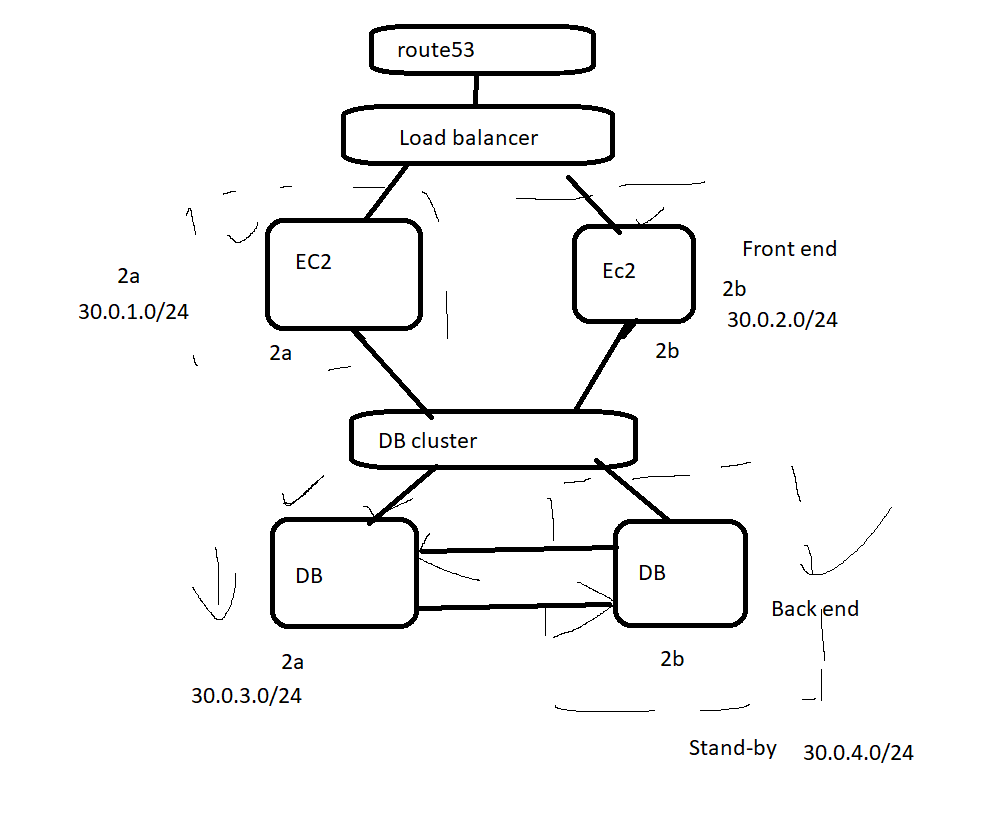 route53
Load balancer
EC2
Ec2
Front end
2a
30.0.1.0/24
2b
30.0.2.0/24
2a
2b
DB cluster
DB
DB
Back end
2a
30.0.3.0/24
2b
Stand-by
30.0.4.0/24